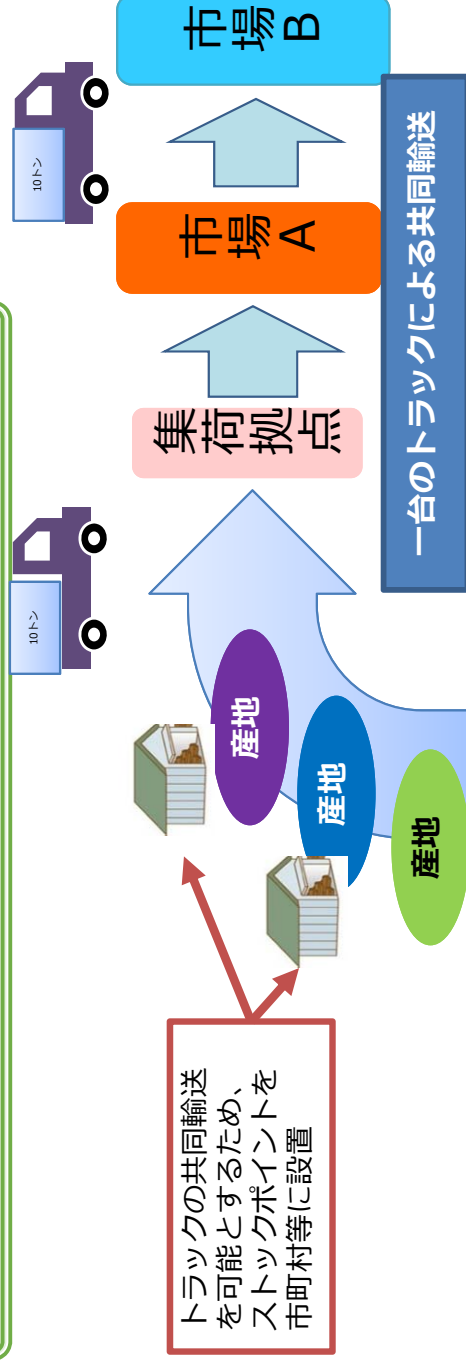 トラックの共同輸送
を可能とするため、
ストックポイントを
市町村等に設置
産地
産地
産地
10トン
集荷拠点
市場A
10トン
市場B
一台のトラックによる共同輸送